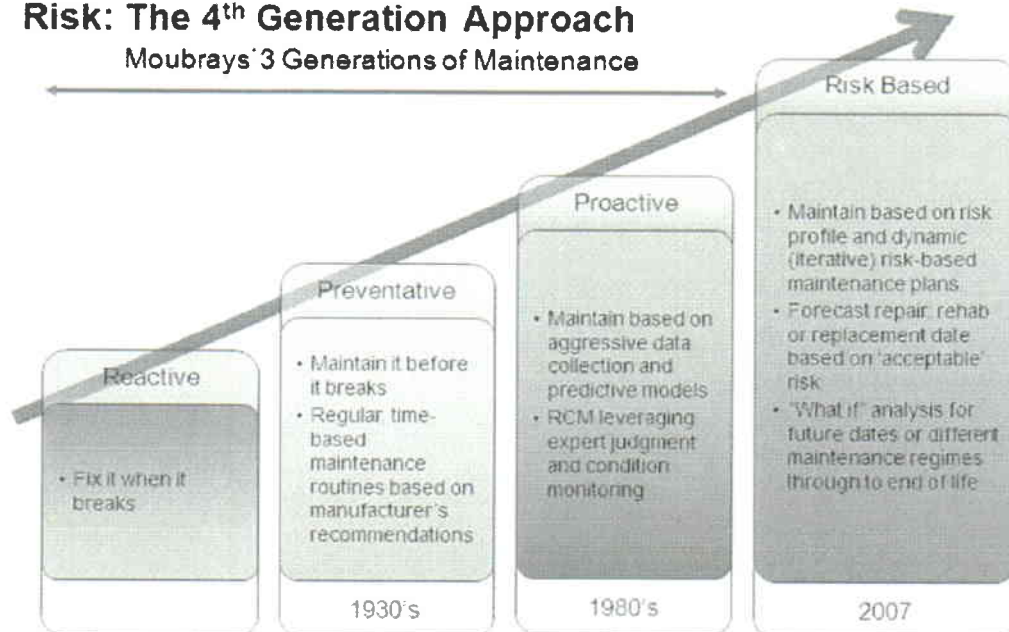 Risk: The 4th Generation Approach
Moubrays' 3 Generations of Maintenance
Reactive
• Fix it when it
breaks
Preventative
• Maintain it before
it breaks
• Regular, time-
based
maintenance
routines based on
manufacturer's
recommendations
1930's
Proactive
• Maintain based on
aggressive data
collection and
predictive models
• RCM leveraging
expert judgment
and condition
monitoring
1980's
Risk Based
• Maintain based on risk
profile and dynamic
(iterative) risk-based
maintenance plans
• Forecast repair, rehab
or replacement date
based on 'acceptable'
risk
• "What if" analysis for
future dates or different
maintenance regimes
through to end of life
2007